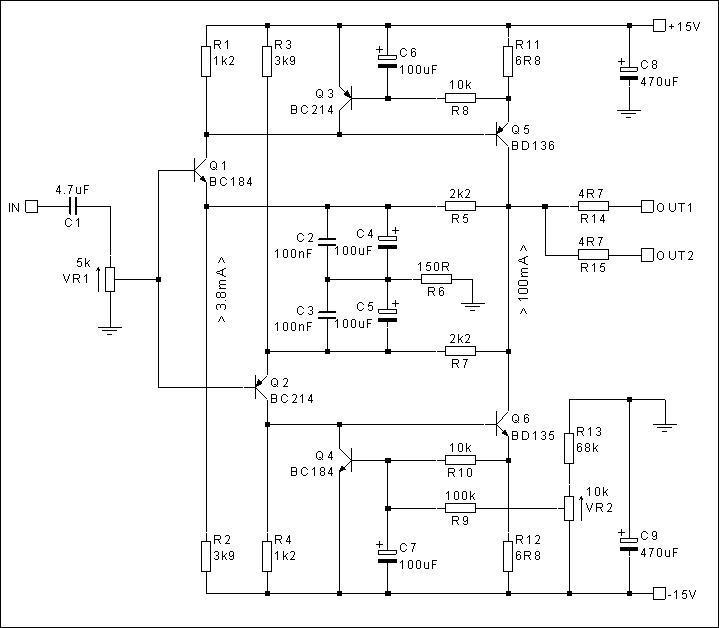 R1
1k2
R3
3k9
C6
100uF
R11
6R8
+15V
C8
470uF
Q3
BC214
10k
R8
Q5
BD136
Q1
BC184
4.7uF
IN
C1
2k2
R5
4R7
R14
OUT1
5k
VR1
C2
100nF
C4
100uF
150R
R6
4R7
R15
OUT2
< 3.8mA >
< 100mA >
C3
100nF
C5
100uF
2k2
R7
Q2
BC214
Q6
BD135
Q4
BC184
10k
R10
R13
68k
100k
R9
10k
VR2
R2
3k9
R4
1k2
C7
100uF
R12
6R8
C9
470uF
-15V